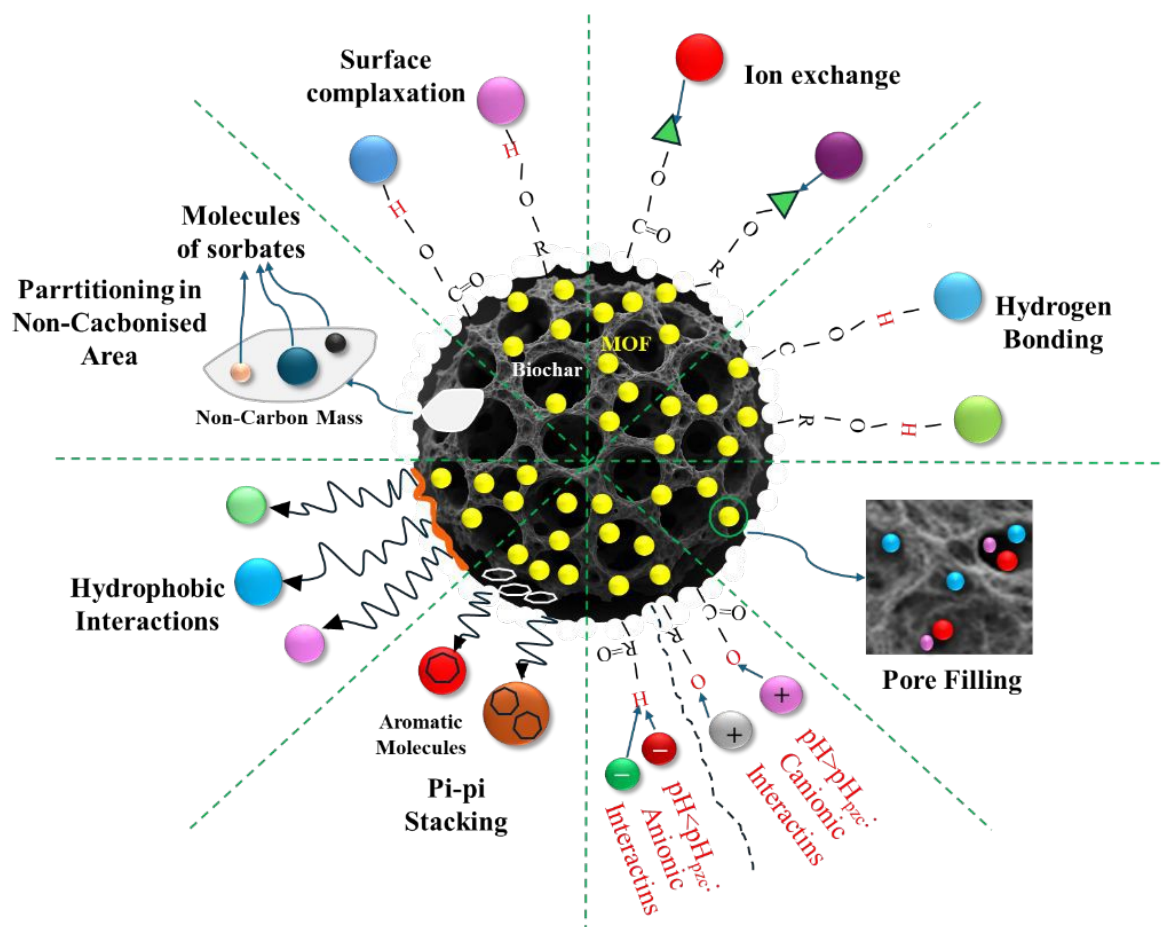 Surface
complaxation
Ion exchange
H
O
R
H
O
C=O
O
C=O
O
R
Molecules
of sorbates
Parrtitioning in
Non-Cacbonised
Area
Non-Carbon Mass
MOF
Biochar
C
O
H
Hydrogen
Bonding
R
O
H
Hydrophobic
Interactions
Aromatic
Molecules
Pi-pi
Stacking
R=O
H
R
O
C=O
O
+
+
−
−
pH<pHpzc:
Anionic
Interactins
pH>pHpzc:
Canionic
Interactins
Pore Filling